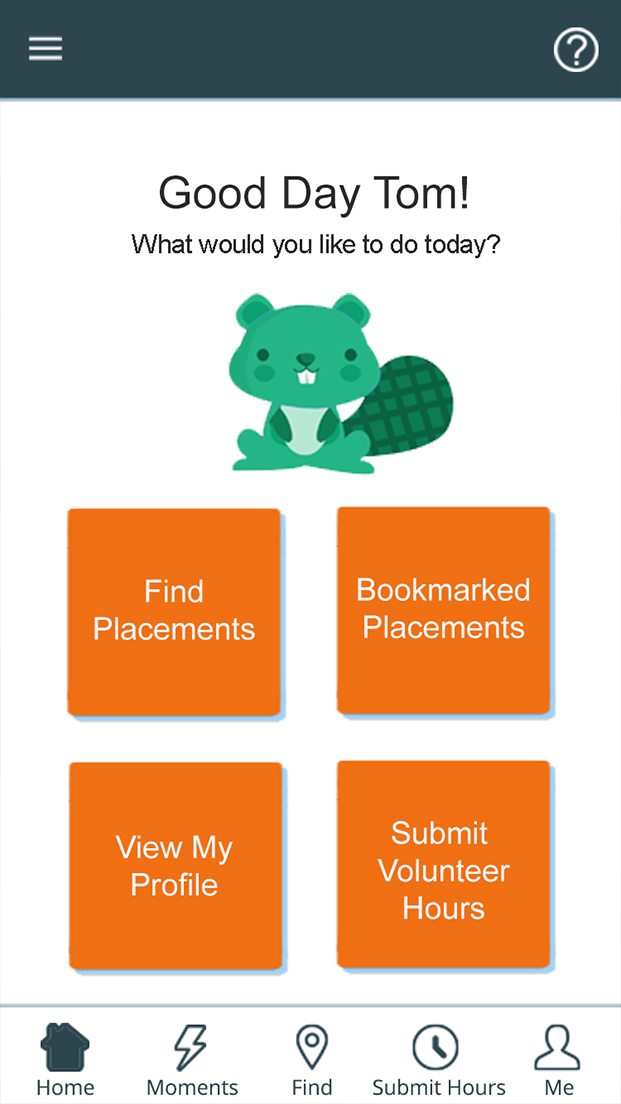 Good Day Tom!
What would you like to do today?
Find
Placements
Bookmarked
Placements
View My
Profile
Submit
Volunteer
Hours
Home
Moments
Find
Submit Hours
Me